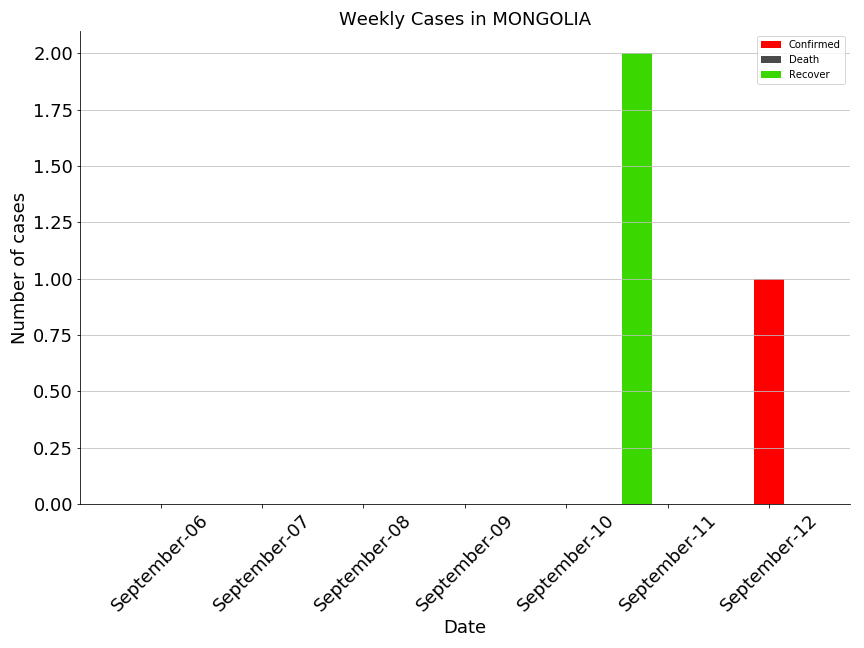 Weekly Cases in MONGOLIA
Confirmed
Death
Recover
Number of cases
2.00
1.75
1.50
1.25
1.00
0.75
0.50
0.25
0.00
September-06
September-07
September-08
September-09
September-10
September-11
September-12
Date